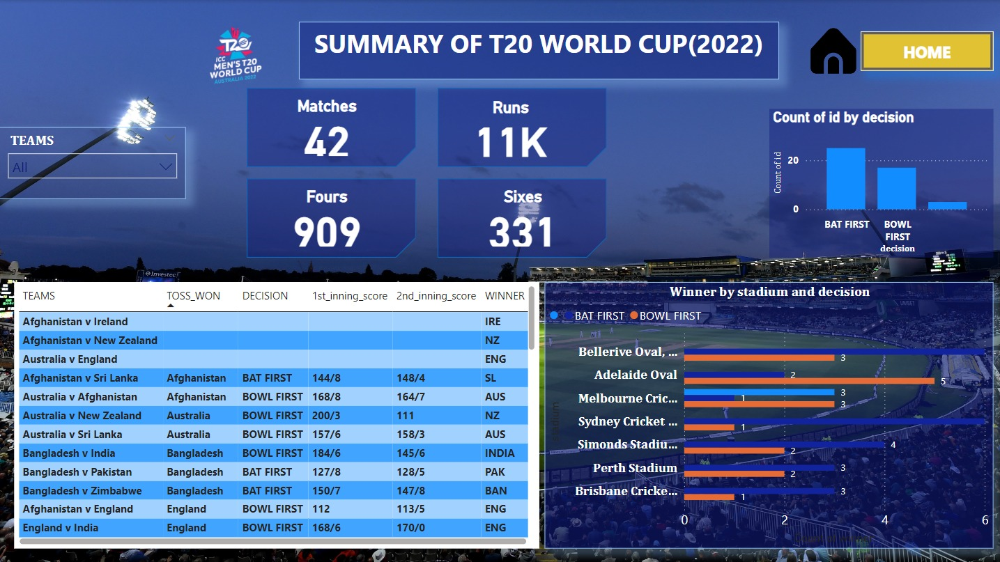 SUMMARY OF T20 WORLD CUP(2022)
HOME
T20
ICC
MEN'S T20
WORLD CUP
AUSTRALIA 2022
Matches
42
Runs
11K
Fours
909
Sixes
331
TEAMS
All
Count of id by decision
Count of id
20
0
BAT FIRST
BOWL
FIRST
decision
Investec
TEAMS TOSS_WON DECISION 1st_inning_score 2nd_inning_score WINNER
Afghanistan v Ireland IRE
Afghanistan v New Zealand NZ
Australia v England ENG
Afghanistan v Sri Lanka Afghanistan BAT FIRST 144/8 148/4 SL
Australia v Afghanistan Afghanistan BOWL FIRST 168/8 164/7 AUS
Australia v New Zealand Australia BOWL FIRST 200/3 111 NZ
Australia v Sri Lanka Australia BOWL FIRST 157/6 158/3 AUS
Bangladesh v India Bangladesh BOWL FIRST 184/6 145/6 INDIA
Bangladesh v Pakistan Bangladesh BAT FIRST 127/8 128/5 PAK
Bangladesh v Zimbabwe Bangladesh BAT FIRST 150/7 147/8 BAN
Afghanistan v England England BOWL FIRST 112 113/5 ENG
England v India England BOWL FIRST 168/6 170/0 ENG
Winner by stadium and decision
BAT FIRST BOWL FIRST
Bellerive Oval, ... 3
Adelaide Oval 2 5
Melbourne Cric... 3 1 3
Sydney Cricket ... 1
Simonds Stadiu... 4 2
Perth Stadium 3 2
Brisbane Cricke... 3 1
0 2 4 6